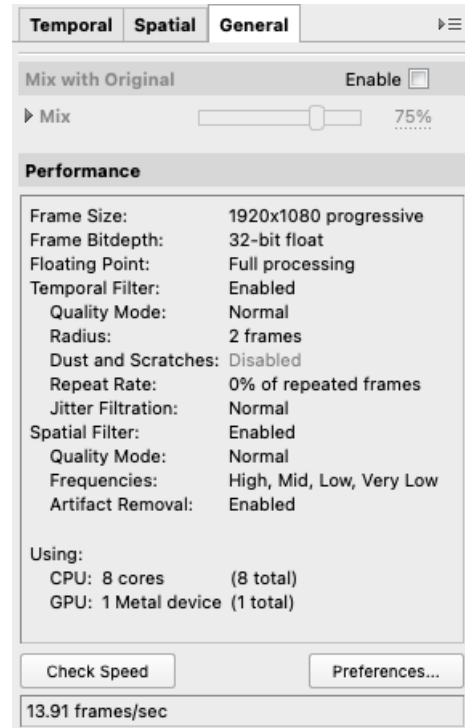 Temporal Spatial General
Mix with Original Enable
Mix 75%
Performance
Frame Size: 1920x1080 progressive
Frame Bitdepth: 32-bit float
Floating Point: Full processing
Temporal Filter: Enabled
Quality Mode: Normal
Radius: 2 frames
Dust and Scratches: Disabled
Repeat Rate: 0% of repeated frames
Jitter Filtration: Normal
Spatial Filter: Enabled
Quality Mode: Normal
Frequencies: High, Mid, Low, Very Low
Artifact Removal: Enabled
Using:
CPU: 8 cores (8 total)
GPU: 1 Metal device (1 total)
Check Speed Preferences...
13.91 frames/sec